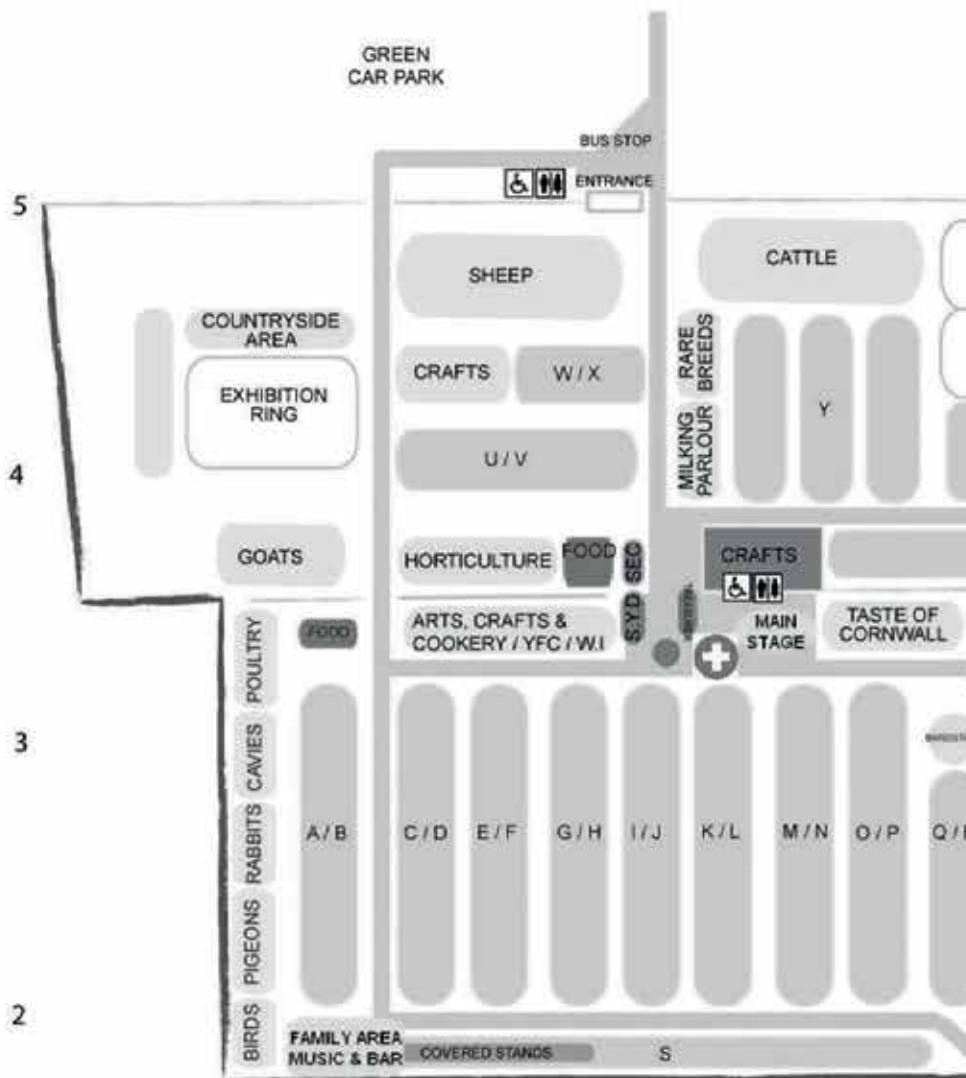 GREEN
CAR PARK
BUS STOP
ENTRANCE
5
SHEEP
CATTLE
COUNTRYSIDE
AREA
RARE
BREEDS
CRAFTS
W / X
EXHIBITION
RING
Y
MILKING
PARLOUR
4
U / V
GOATS
HORTICULTURE
FOOD
SEC
CRAFTS
POULTRY
FOOD
ARTS, CRAFTS &
COOKERY / YFC / W.I
S.Y.D
MAIN
STAGE
TASTE OF
CORNWALL
3
CAVIES
RABBITS
A / B
C / D
E / F
G / H
I / J
K / L
M / N
O / P
PIGEONS
2
BIRDS
FAMILY AREA
MUSIC & BAR
COVERED STANDS
S